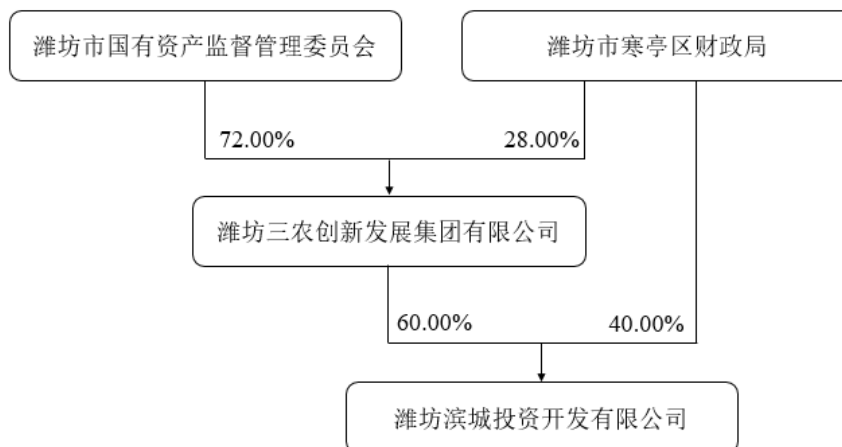 潍坊市国有资产监督管理委员会
潍坊市寒亭区财政局
72.00%
28.00%
潍坊三农创新发展集团有限公司
60.00%
40.00%
潍坊滨城投资开发有限公司